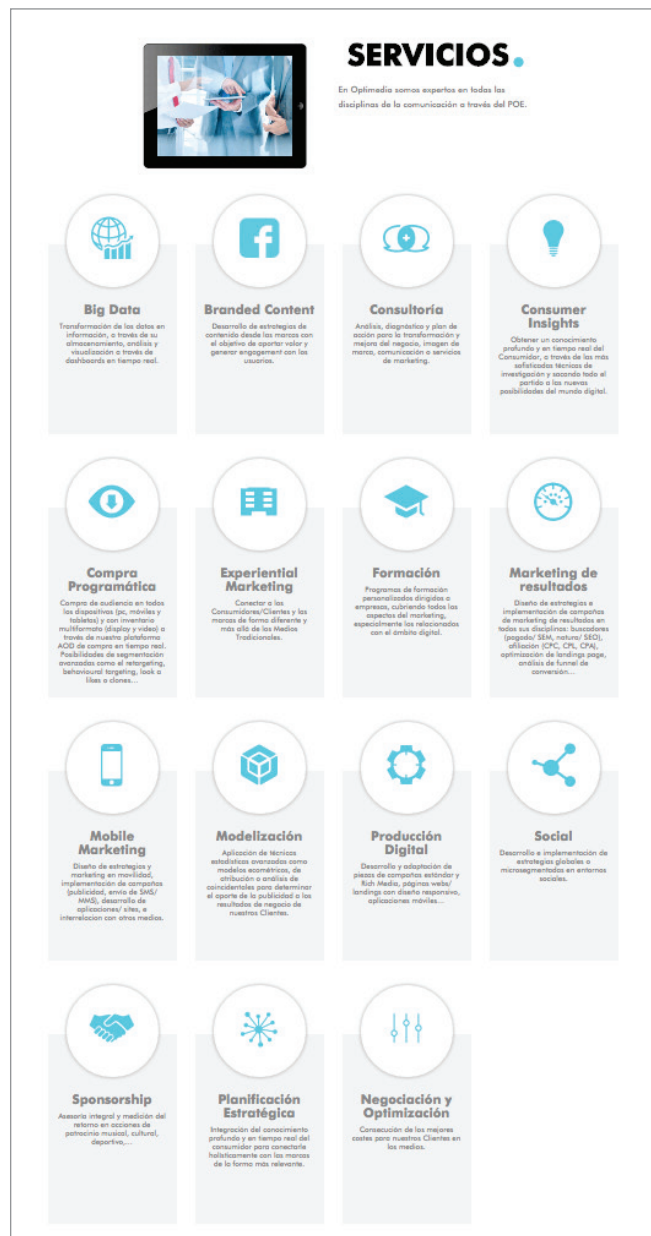 SERVICIOS.
En Optimedia somos expertos en todas las
disciplinas de la comunicación a través del POE.
Big Data
Transformación de los datos en
información, a través de su
almacenamiento, análisis y
visualización a través de
dashboards en tiempo real.
Branded Content
Desarrollo de estrategias de
contenido desde las marcas con
el objetivo de aportar valor y
generar engagement con los
usuarios.
Consultoría
Análisis, diagnóstico y plan de
acción para la transformación y
mejora del negocio, imagen de
marca, comunicación o servicios
de marketing.
Consumer
Insights
Obtener un conocimiento
profundo y en tiempo real del
Consumidor, a través de las más
sofisticadas técnicas de
investigación y sacando todo el
partido a las nuevas
posibilidades del mundo digital.
Compra
Programática
Compra de audiencia en todos
los dispositivos (pc, móviles y
tablets) y con inventario
multiformato (display y video) a
través de nuestra plataforma
AOD de compra en tiempo real.
Posibilidades de segmentación
avanzadas como el retargeting,
behavioural targeting, look a
likes o clones...
Experiential
Marketing
Conectar a los
Consumidores/Clientes y las
marcas de forma diferente y
más allá de los Medios
Tradicionales.
Formación
Programas de formación
personalizados dirigidos a
empresas, cubriendo todos los
aspectos del marketing,
especialmente los relacionados
con el ámbito digital.
Marketing de
resultados
Diseño de estrategias e
implementación de campañas
de marketing de resultados en
todas sus disciplinas: buscadores
(pagado/ SEM, natura/ SEO),
afiliación (CPC, CPL, CPA),
optimización de landings page,
análisis de funnel de
conversión...
Mobile
Marketing
Diseño de estrategias y
marketing en movilidad,
implementación de campañas
(publicidad, envío de SMS/
MMS), desarrollo de
aplicaciones/ sites, e
interrelacion con otros medios.
Modelización
Aplicación de técnicas
estadísticas avanzadas como
modelos econométricos, de
atribución o análisis de
coincidentales para determinar
el aporte de la publicidad a los
resultados de negocio de
nuestros Clientes.
Producción
Digital
Desarrollo y adaptación de
piezas de campañas estándar y
Rich Media, páginas webs/
landings con diseño responsivo,
aplicaciones móviles...
Social
Desarrollo e implementación de
estrategias globales o
microsegmentadas en entornos
sociales.
Sponsorship
Asesoría integral y medición del
retorno en acciones de
patrocinio musical, cultural,
deportivo,...
Planificación
Estratégica
Integración del conocimiento
profundo y en tiempo real del
consumidor para conectarle
holísticamente con las marcas
de la forma más relevante.
Negociación y
Optimización
Consecución de los mejores
costes para nuestros Clientes en
los medios.